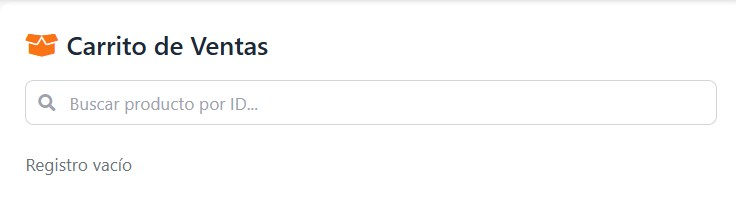 Carrito de Ventas
Buscar producto por ID...
Registro vacío